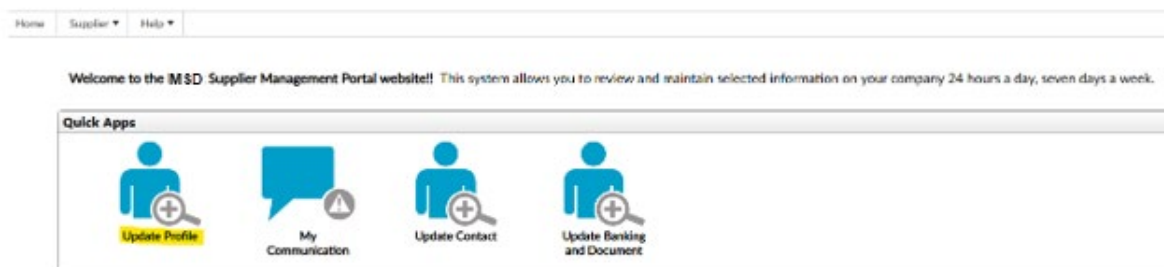 Home Supplier ▼ Help ▼
Welcome to the MSD Supplier Management Portal website!! This system allows you to review and maintain selected information on your company 24 hours a day, seven days a week.
Quick Apps
Update Profile
My
Communication
Update Contact
Update Banking
and Document